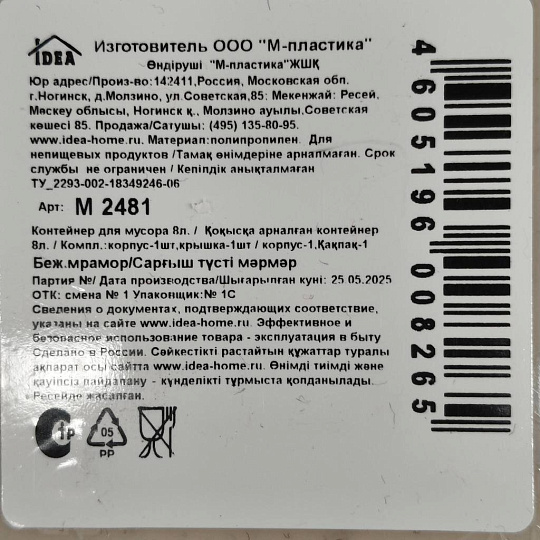 IDEA
Изготовитель ООО "М-пластика"
Өндіруші "М-пластика"ЖШҚ
Юр адрес/Произ-во:142411,Россия, Московская обл.
г.Ногинск, д.Молзино, ул.Советская,85; Мекенжай: Ресей,
Мяскеу облысы, Ногинск қ., Молзино ауылы,Советская
көшесі 85. Продажа/Сатушы: (495) 135-80-95.
www.idea-home.ru. Материал:полипропилен. Для
непищевых продуктов /Тамақ өнімдеріне арналмаған. Срок
службы не ограничен / Кепілдік анықталмаған
ТУ_2293-002-18349246-06
Арт: М 2481
Контейнер для мусора 8л. / Қоқысқа арналған контейнер
8л. / Компл.:корпус-1шт,крышка-1шт / корпус-1,Қақпақ-1
Беж.мрамор/Сарғыш түсті мәрмәр
Партия №/ Дата производства/Шығарылған күні: 25.05.2025
ОТК: смена № 1 Упаковщик:№ 1С
Сведения о документах, подтверждающих соответствие,
указаны на сайте www.idea-home.ru. Эффективное и
безопасное использование товара - эксплуатация в быту
Сделано в России. Сәйкестікті растайтын құжаттар туралы
ақпарат осы сайтта www.idea-home.ru. Өнімді тиімді және
қауіпсіз пайдалану - күнделікті тұрмыста қолданылады.
Ресейде жасалған.
05
PP
4 605196 008265